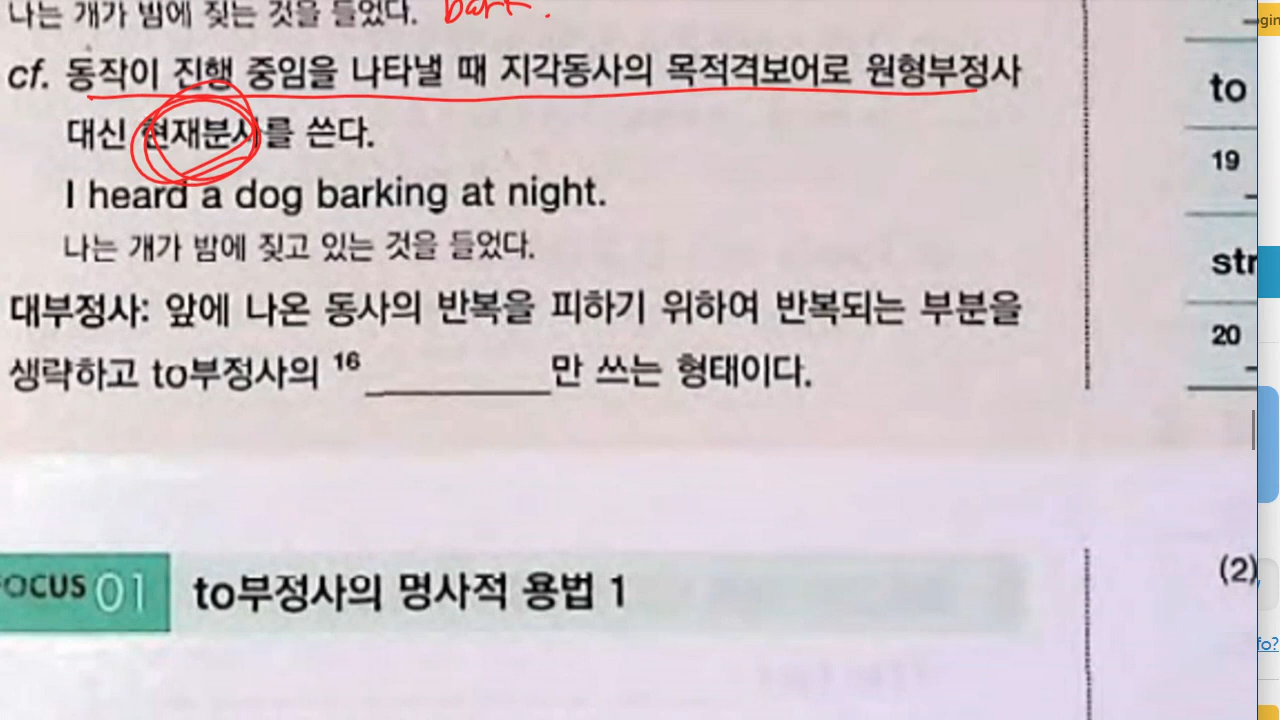 나는 개가 밤에 짖는 것을 들었다. bark.
cf. 동작이 진행 중임을 나타낼 때 지각동사의 목적격보어로 원형부정사
대신 현재분사를 쓴다.
I heard a dog barking at night.
나는 개가 밤에 짖고 있는 것을 들었다.
대부정사: 앞에 나온 동사의 반복을 피하기 위하여 반복되는 부분을
생략하고 to부정사의 16 만 쓰는 형태이다.
to
19
str
20
FOCUS 01 to부정사의 명사적 용법 1
(2)
gin
fo?